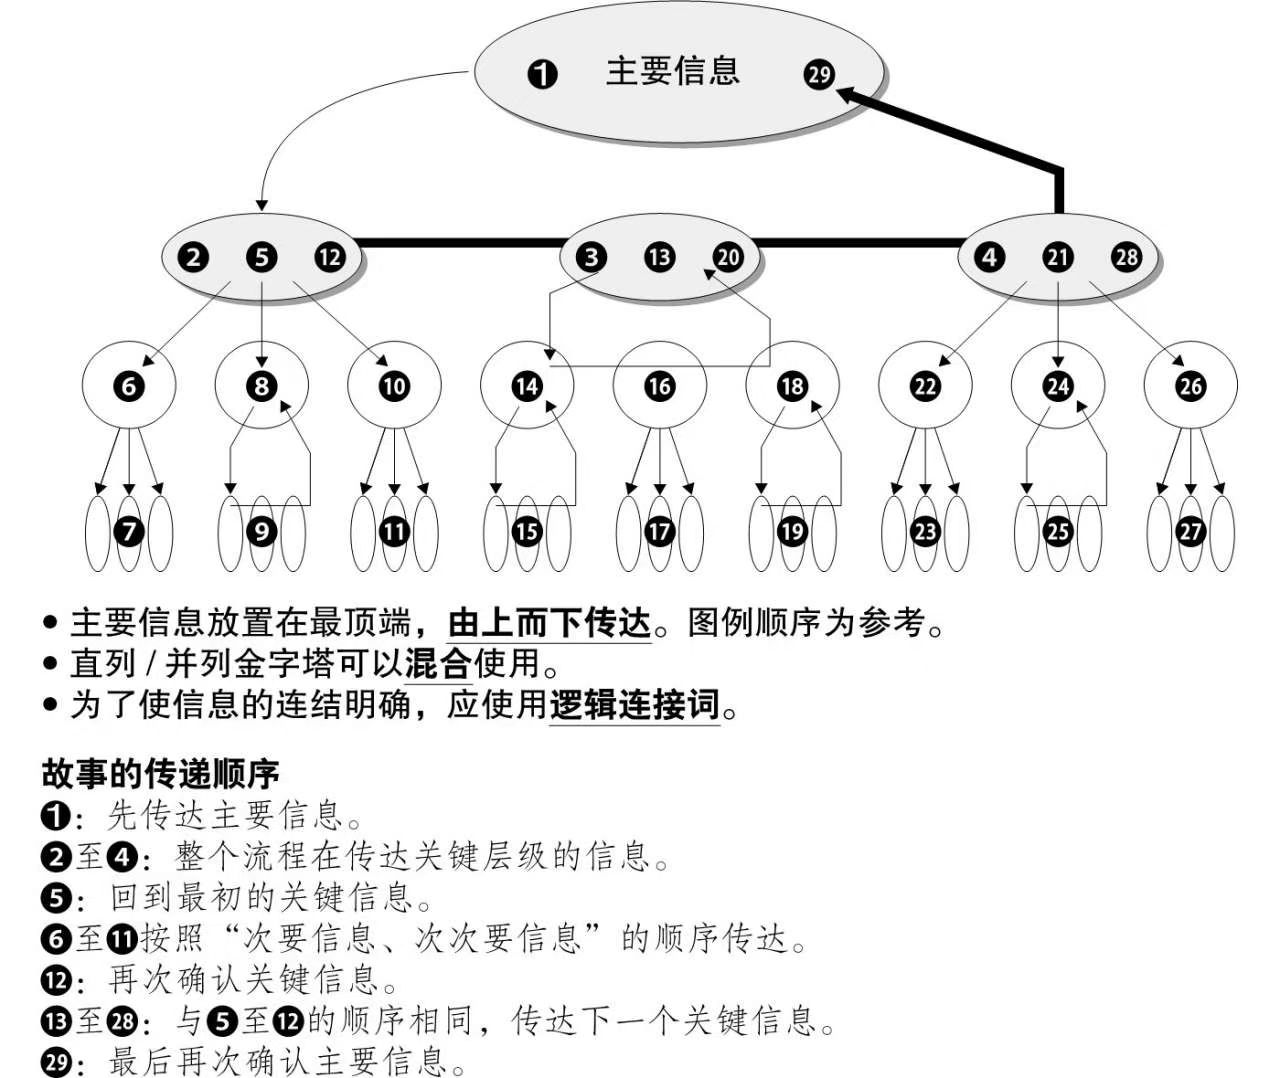 ❶ 主要信息 ㉙
❷ ❺ ⓬ ❸ ⓭ ⓴ ❹ ㉑ ㉘
❻ ❽ ❿ ⓮ ⓰ ⓲ ㉒ ㉔ ㉖
❼ ❾ ⓫ ⓯ ⓱ ⓳ ㉓ ㉕ ㉗
• 主要信息放置在最顶端，由上而下传达。图例顺序为参考。
• 直列 / 并列金字塔可以混合使用。
• 为了使信息的连结明确，应使用逻辑连接词。
故事的传递顺序
❶：先传达主要信息。
❷至❹：整个流程在传达关键层级的信息。
❺：回到最初的关键信息。
❻至⓫按照“次要信息、次次要信息”的顺序传达。
⓬：再次确认关键信息。
⓭至㉘：与❺至⓬的顺序相同，传达下一个关键信息。
㉙：最后再次确认主要信息。